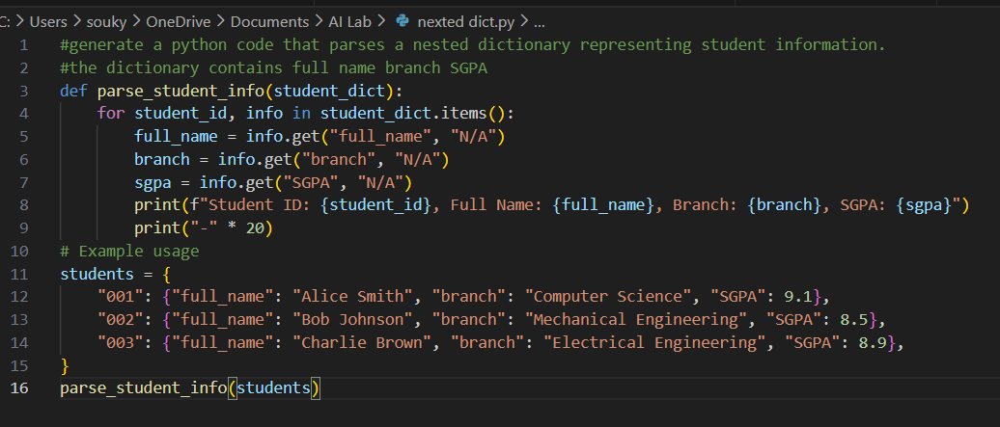 C: > Users > souky > OneDrive > Documents > AI Lab > nexted dict.py > ...
1 #generate a python code that parses a nested dictionary representing student information.
2 #the dictionary contains full name branch SGPA
3 def parse_student_info(student_dict):
4     for student_id, info in student_dict.items():
5         full_name = info.get("full_name", "N/A")
6         branch = info.get("branch", "N/A")
7         sgpa = info.get("SGPA", "N/A")
8         print(f"Student ID: {student_id}, Full Name: {full_name}, Branch: {branch}, SGPA: {sgpa}")
9         print("-" * 20)
10 # Example usage
11 students = {
12     "001": {"full_name": "Alice Smith", "branch": "Computer Science", "SGPA": 9.1},
13     "002": {"full_name": "Bob Johnson", "branch": "Mechanical Engineering", "SGPA": 8.5},
14     "003": {"full_name": "Charlie Brown", "branch": "Electrical Engineering", "SGPA": 8.9},
15 }
16 parse_student_info(students)